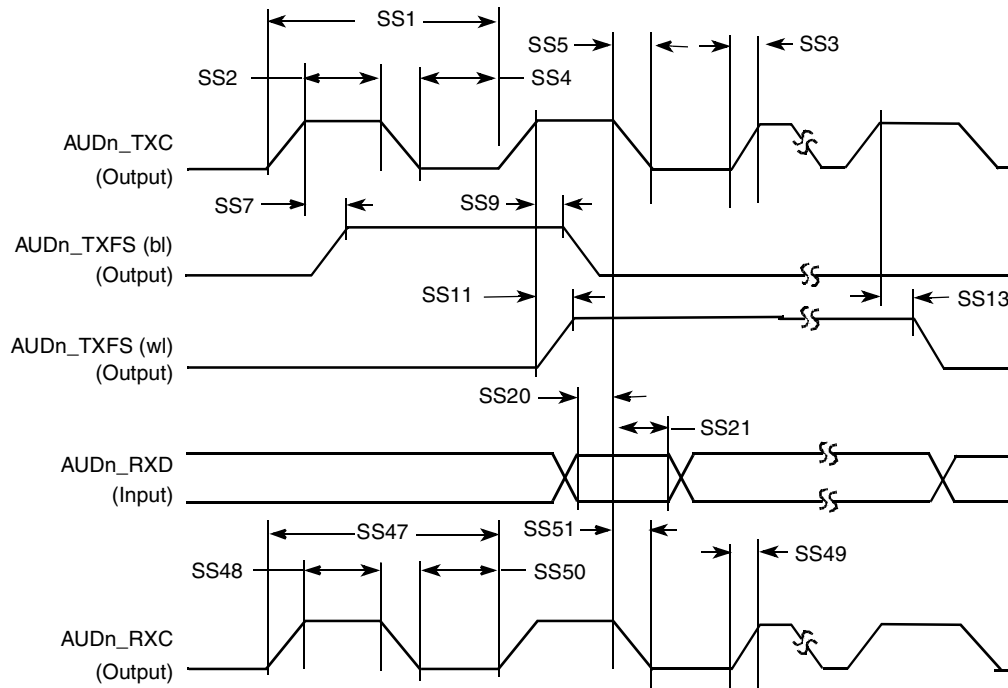 SS1
SS5
SS3
SS2
SS4
AUDn_TXC
(Output)
SS7
SS9
AUDn_TXFS (bl)
(Output)
SS11
SS13
AUDn_TXFS (wl)
(Output)
SS20
SS21
AUDn_RXD
(Input)
SS47
SS51
SS49
SS48
SS50
AUDn_RXC
(Output)